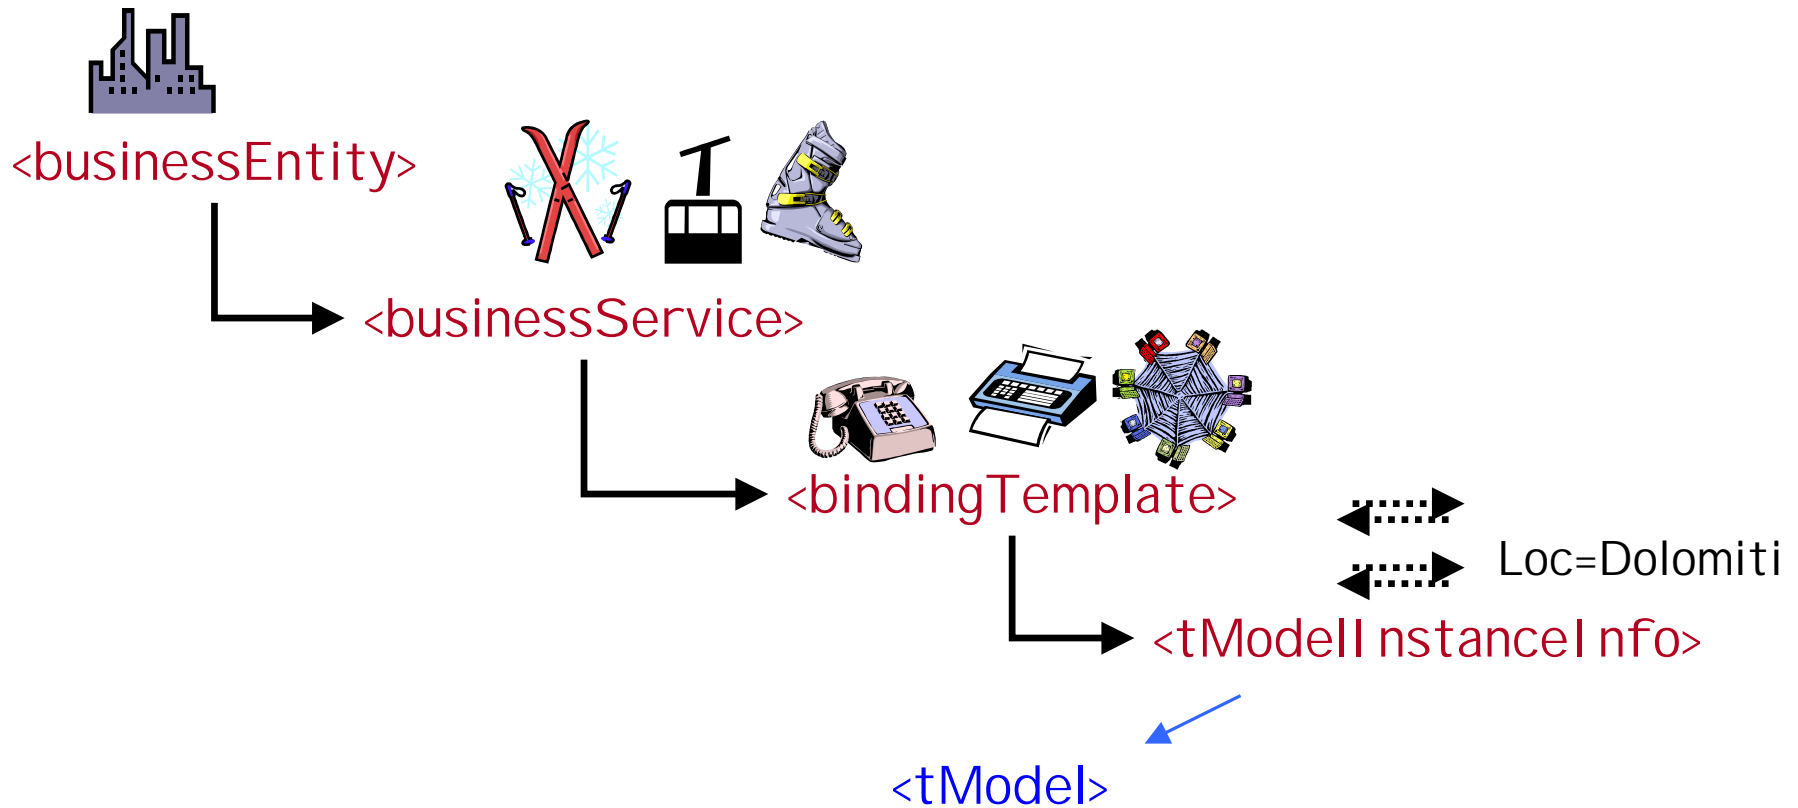 <businessEntity>
<businessService>
<bindingTemplate>
Loc=Dolomiti
<tModelInstanceInfo>
<tModel>